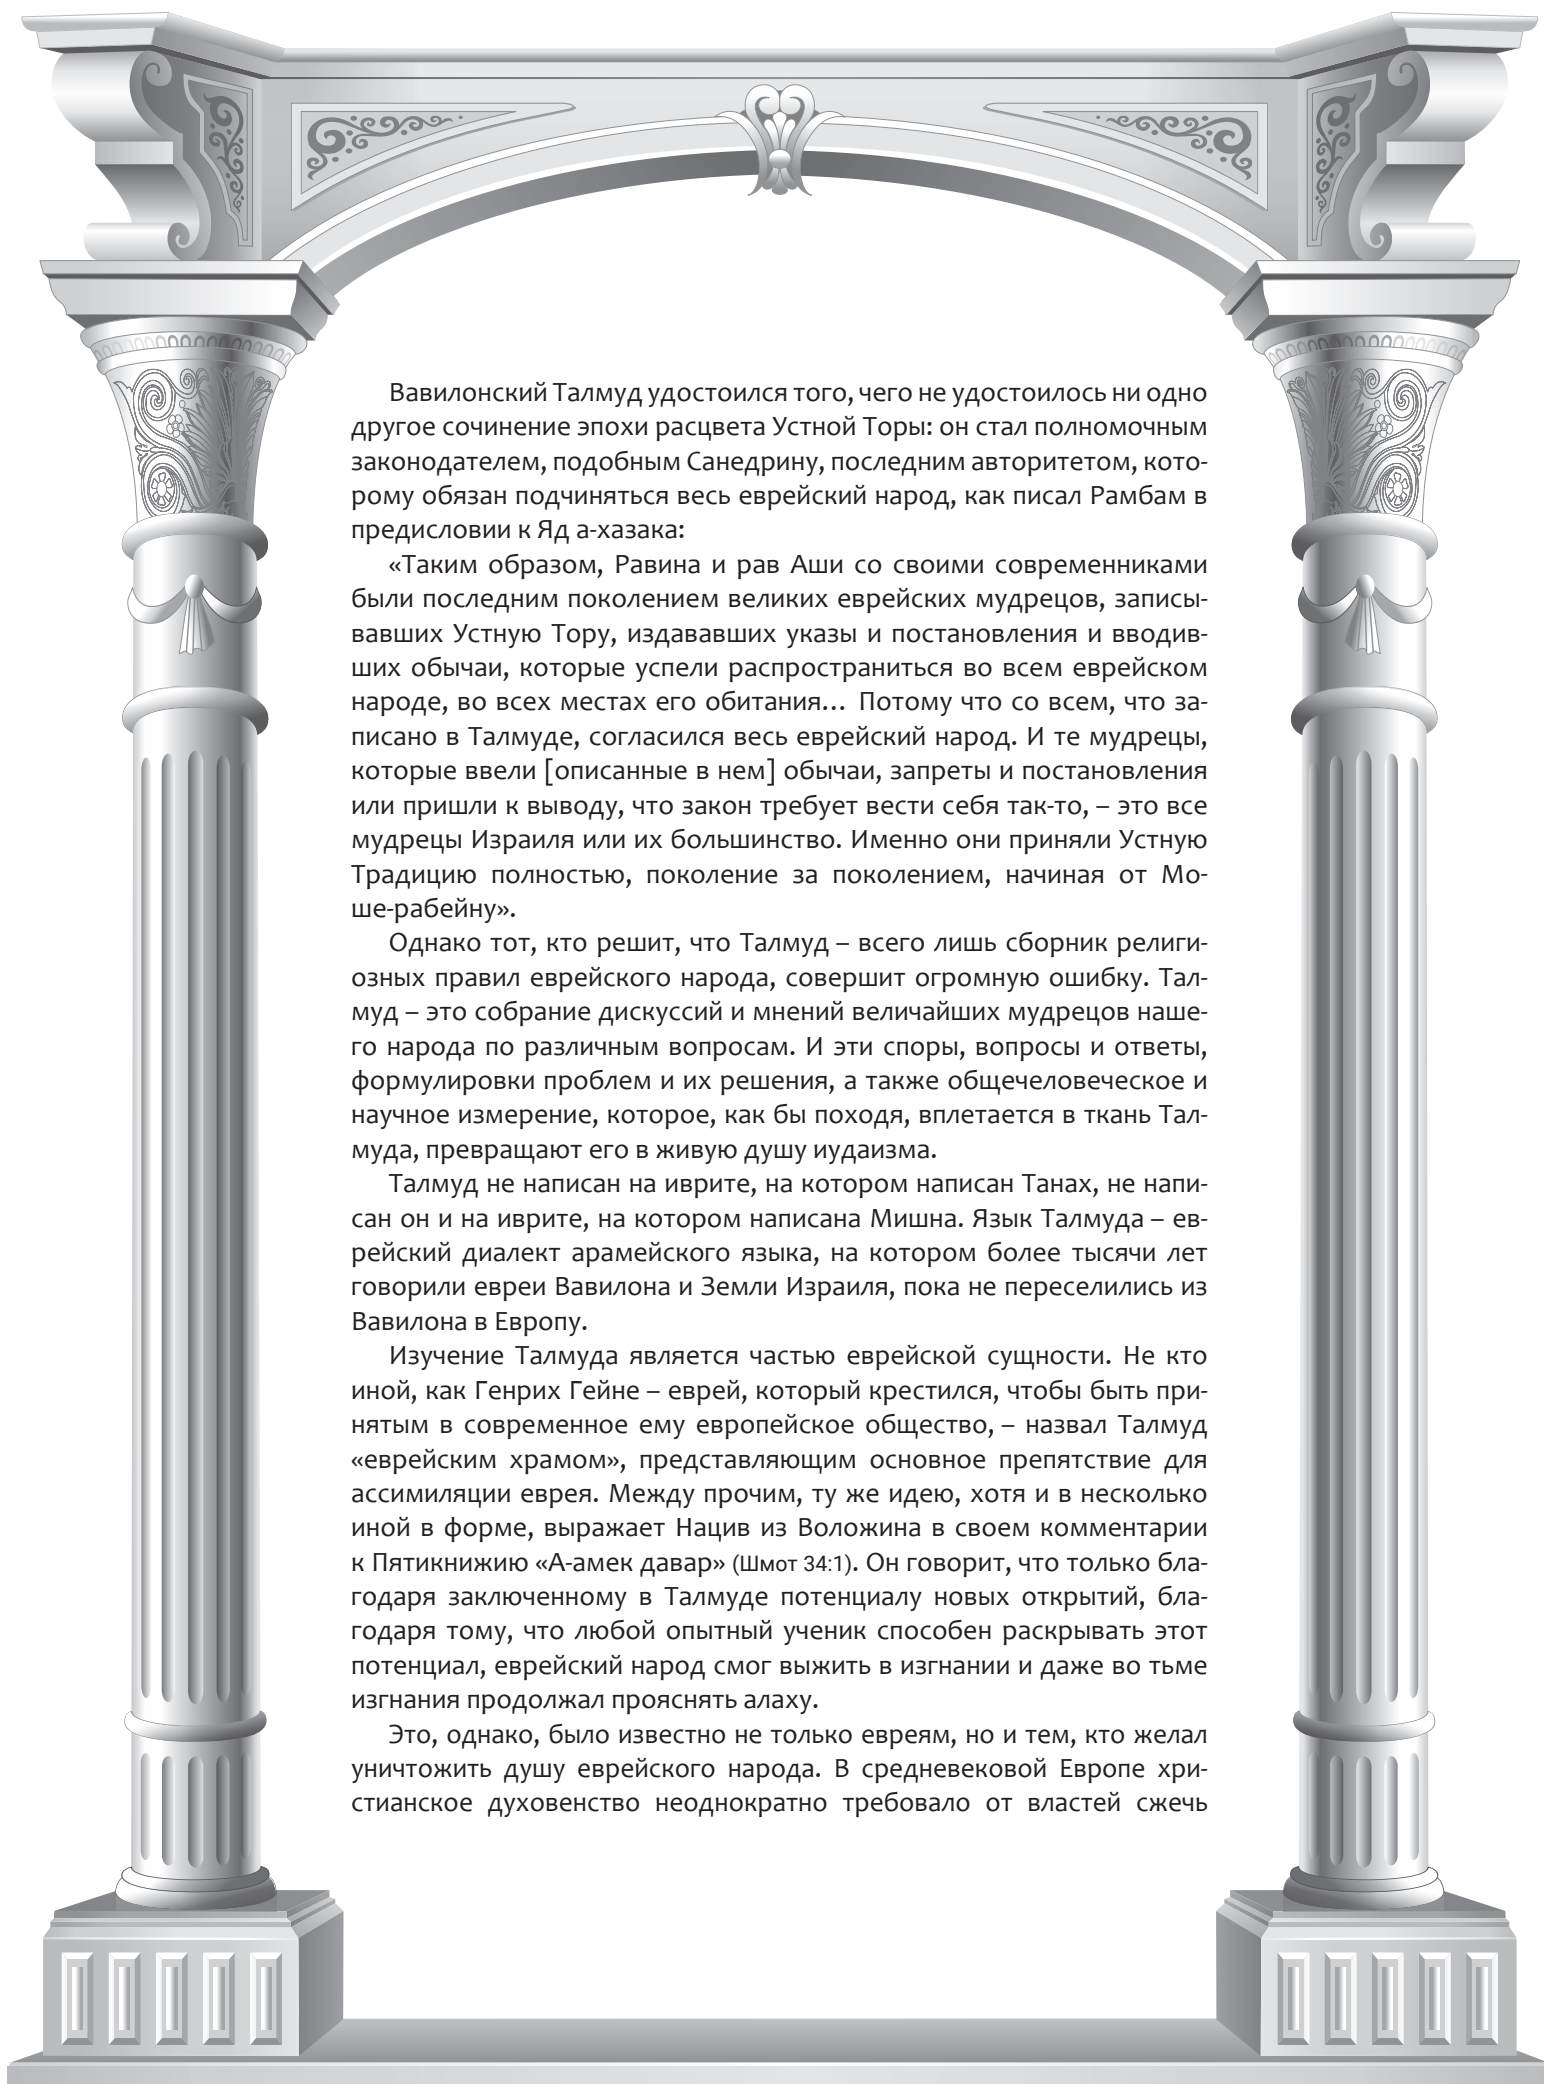 Вавилонский Талмуд удостоился того, чего не удостоилось ни одно
другое сочинение эпохи расцвета Устной Торы: он стал полномочным
законодателем, подобным Санедрину, последним авторитетом, кото-
рому обязан подчиняться весь еврейский народ, как писал Рамбам в
предисловии к Яд а-хазака:
«Таким образом, Равина и рав Аши со своими современниками
были последним поколением великих еврейских мудрецов, записы-
вавших Устную Тору, издававших указы и постановления и вводив-
ших обычаи, которые успели распространиться во всем еврейском
народе, во всех местах его обитания… Потому что со всем, что за-
писано в Талмуде, согласился весь еврейский народ. И те мудрецы,
которые ввели [описанные в нем] обычаи, запреты и постановления
или пришли к выводу, что закон требует вести себя так-то, – это все
мудрецы Израиля или их большинство. Именно они приняли Устную
Традицию полностью, поколение за поколением, начиная от Мо-
ше-рабейну».
Однако тот, кто решит, что Талмуд – всего лишь сборник религи-
озных правил еврейского народа, совершит огромную ошибку. Тал-
муд – это собрание дискуссий и мнений величайших мудрецов наше-
го народа по различным вопросам. И эти споры, вопросы и ответы,
формулировки проблем и их решения, а также общечеловеческое и
научное измерение, которое, как бы походя, вплетается в ткань Тал-
муда, превращают его в живую душу иудаизма.
Талмуд не написан на иврите, на котором написан Танах, не напи-
сан он и на иврите, на котором написана Мишна. Язык Талмуда – ев-
рейский диалект арамейского языка, на котором более тысячи лет
говорили евреи Вавилона и Земли Израиля, пока не переселились из
Вавилона в Европу.
Изучение Талмуда является частью еврейской сущности. Не кто
иной, как Генрих Гейне – еврей, который крестился, чтобы быть при-
нятым в современное ему европейское общество, – назвал Талмуд
«еврейским храмом», представляющим основное препятствие для
ассимиляции еврея. Между прочим, ту же идею, хотя и в несколько
иной в форме, выражает Нацив из Воложина в своем комментарии
к Пятикнижию «А-амек давар» (Шмот 34:1). Он говорит, что только бла-
годаря заключенному в Талмуде потенциалу новых открытий, бла-
годаря тому, что любой опытный ученик способен раскрывать этот
потенциал, еврейский народ смог выжить в изгнании и даже во тьме
изгнания продолжал прояснять алаху.
Это, однако, было известно не только евреям, но и тем, кто желал
уничтожить душу еврейского народа. В средневековой Европе хри-
стианское духовенство неоднократно требовало от властей сжечь